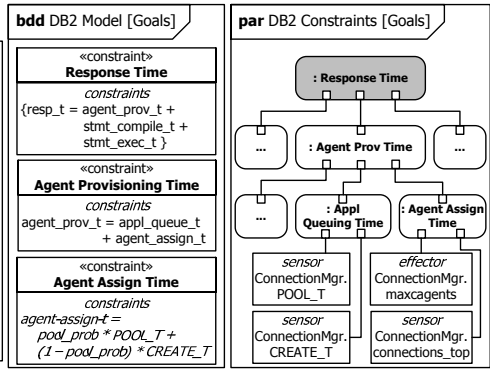 bdd DB2 Model [Goals]
«constraint»
Response Time
constraints
{resp_t = agent_prov_t +
stmt_compile_t +
stmt_exec_t }
«constraint»
Agent Provisioning Time
constraints
agent_prov_t = appl_queue_t
+ agent_assign_t
«constraint»
Agent Assign Time
constraints
agent-assign-t =
pool_prob * POOL_T +
(1 – pool_prob) * CREATE_T
par DB2 Constraints [Goals]
: Response Time
...
: Agent Prov Time
...
...
: Appl
Queuing Time
: Agent Assign
Time
sensor
ConnectionMgr.
POOL_T
effector
ConnectionMgr.
maxcagents
sensor
ConnectionMgr.
CREATE_T
sensor
ConnectionMgr.
connections_top